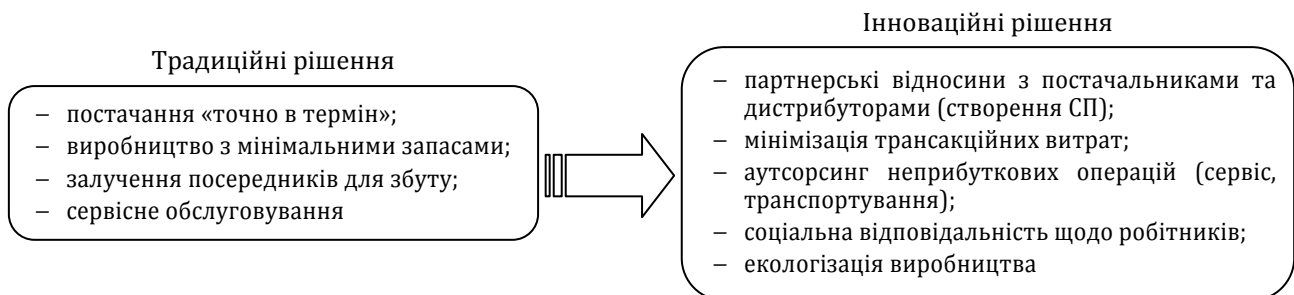 Традиційні рішення
– постачання «точно в термін»;
– виробництво з мінімальними запасами;
– залучення посередників для збуту;
– сервісне обслуговування
Інноваційні рішення
– партнерські відносини з постачальниками та
дистрибуторами (створення СП);
– мінімізація трансакційних витрат;
– аутсорсинг неприбуткових операцій (сервіс,
транспортування);
– соціальна відповідальність щодо робітників;
– екологізація виробництва